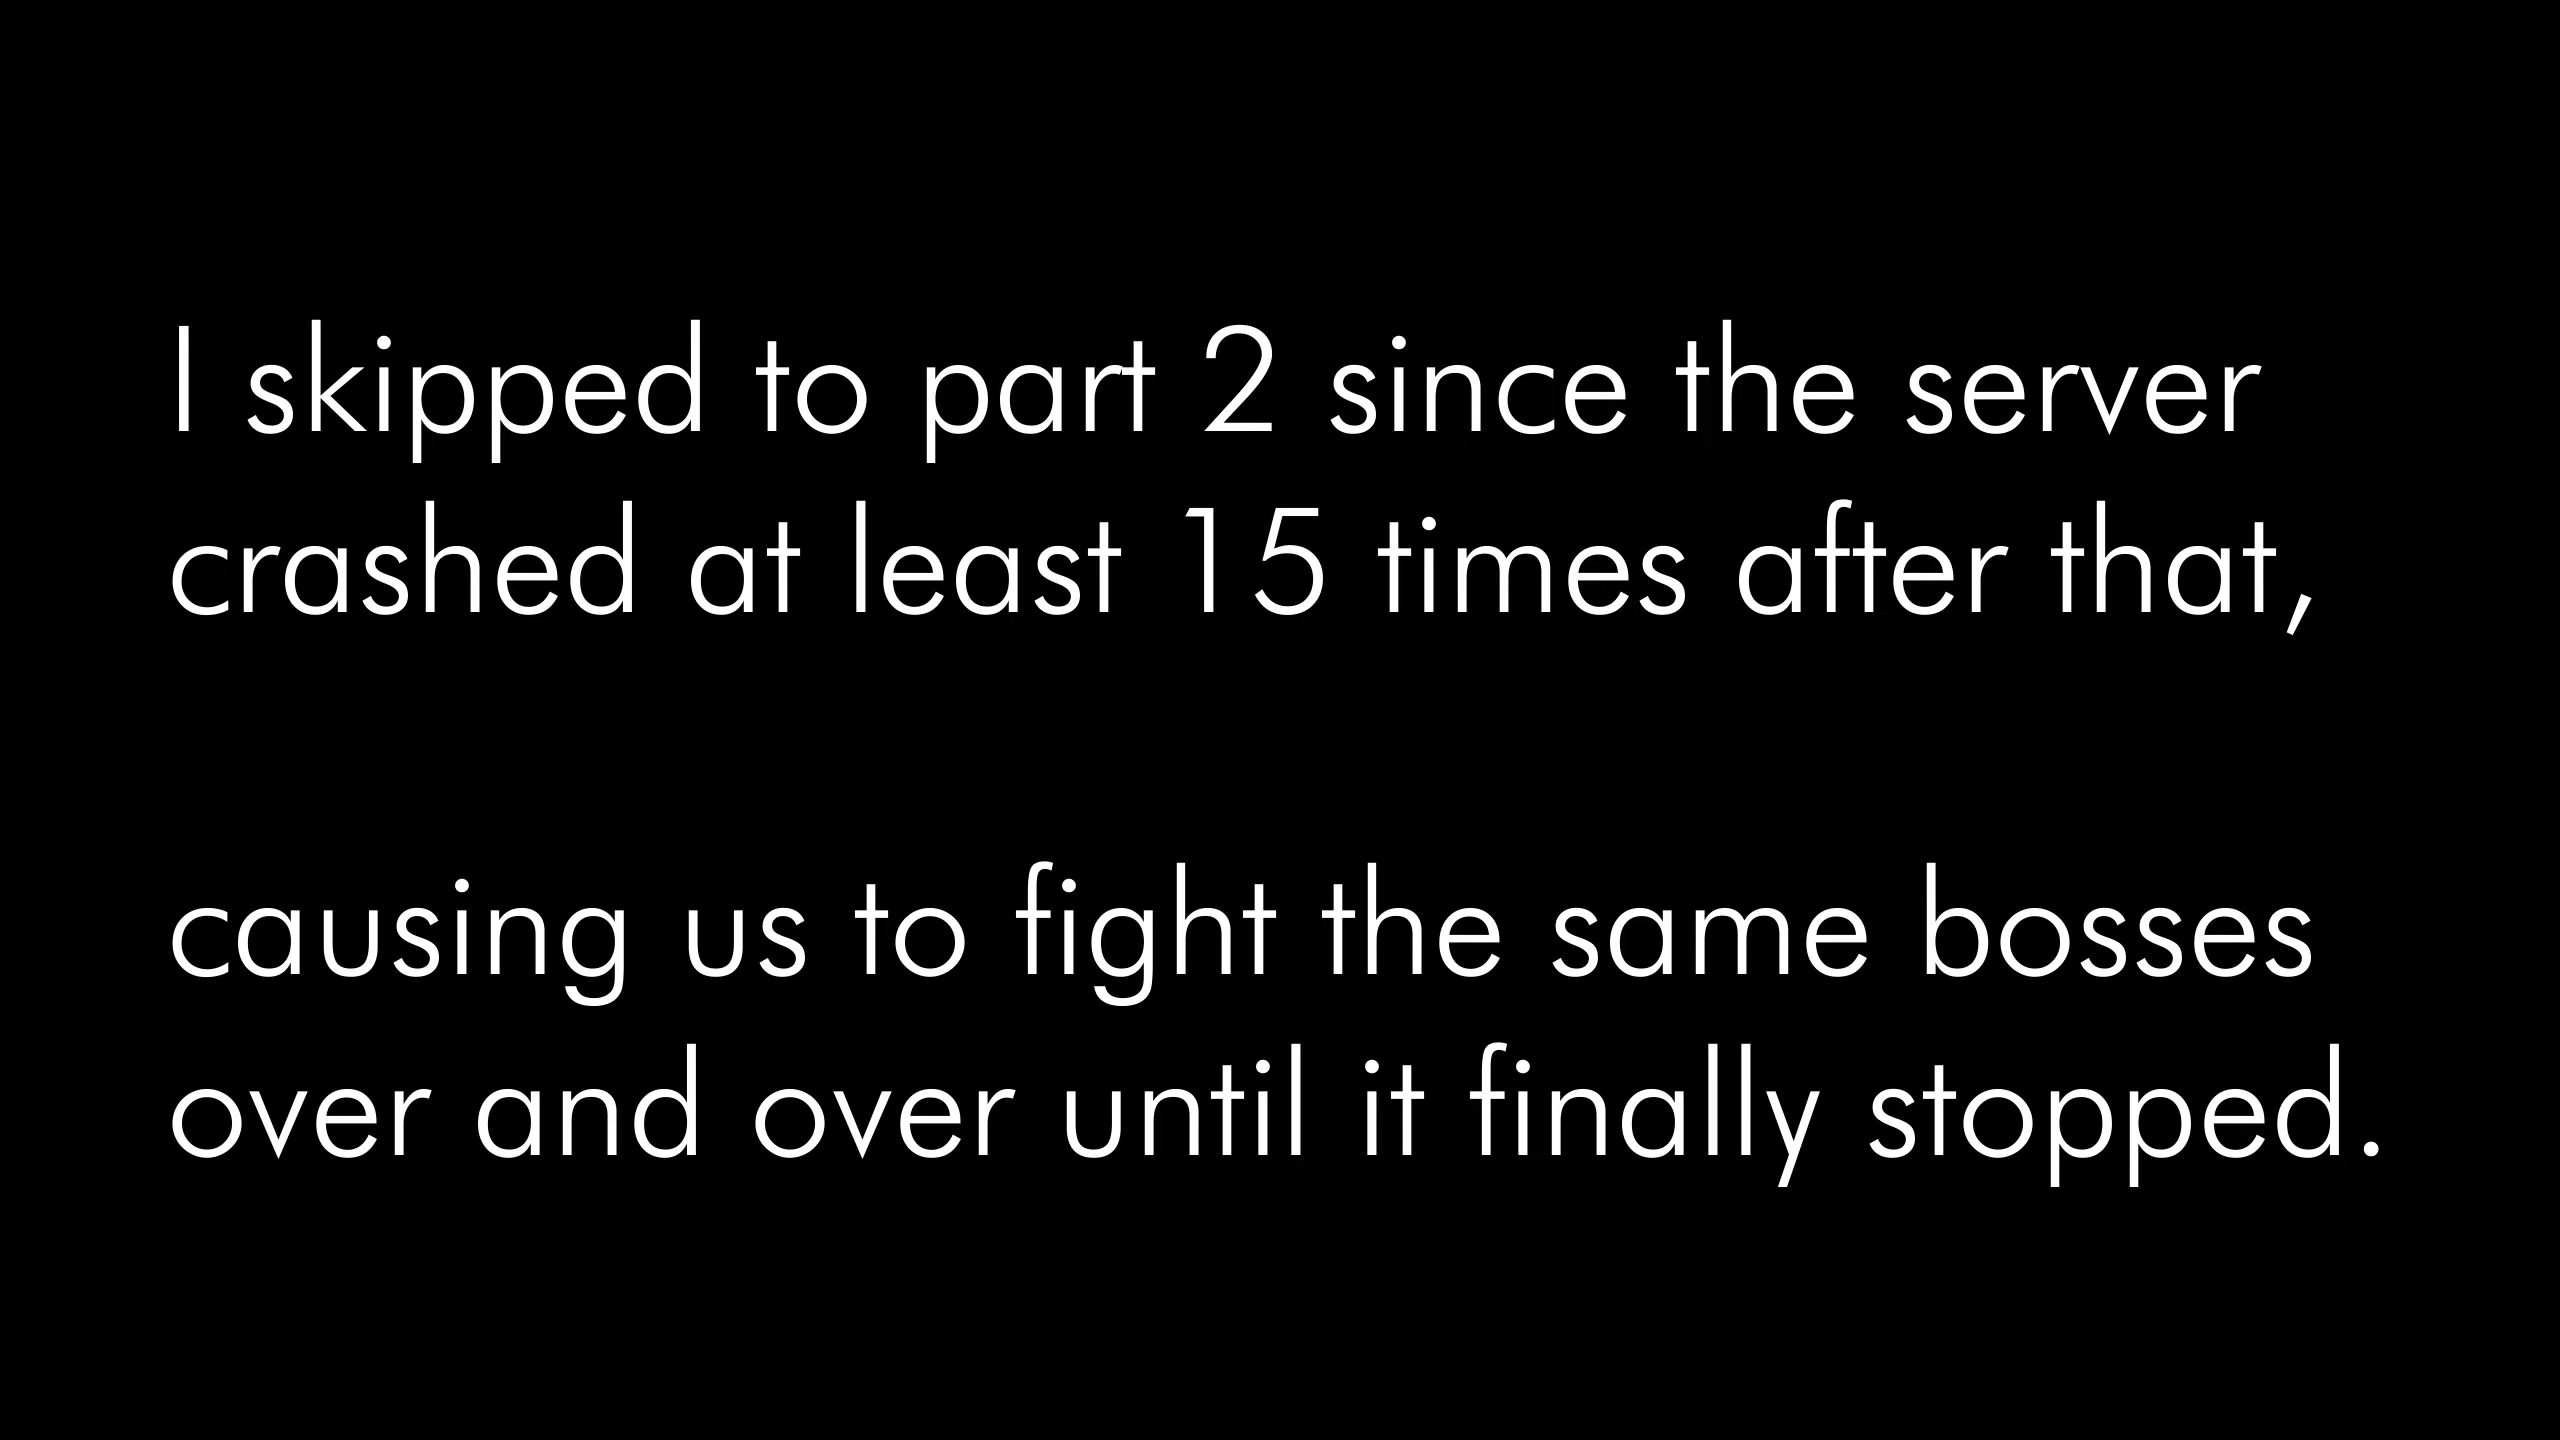 I skipped to part 2 since the server
crashed at least 15 times after that,
causing us to fight the same bosses
over and over until it finally stopped.